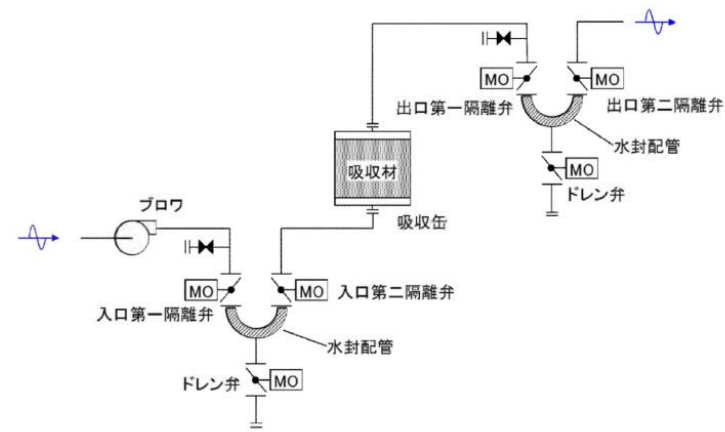 MO
MO
出口第一隔離弁
出口第二隔離弁
水封配管
MO
ドレン弁
吸収材
吸収缶
ブロワ
MO
MO
入口第二隔離弁
入口第一隔離弁
水封配管
ドレン弁
MO